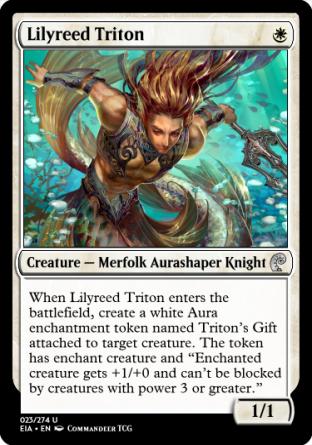 Lilyreed Triton
Creature — Merfolk Aurashaper Knight
When Lilyreed Triton enters the
battlefield, create a white Aura
enchantment token named Triton's Gift
attached to target creature. The token
has enchant creature and “Enchanted
creature gets +1/+0 and can't be blocked
by creatures with power 3 or greater.”
1/1
023/274 U
EIA • EN Commandeer TCG